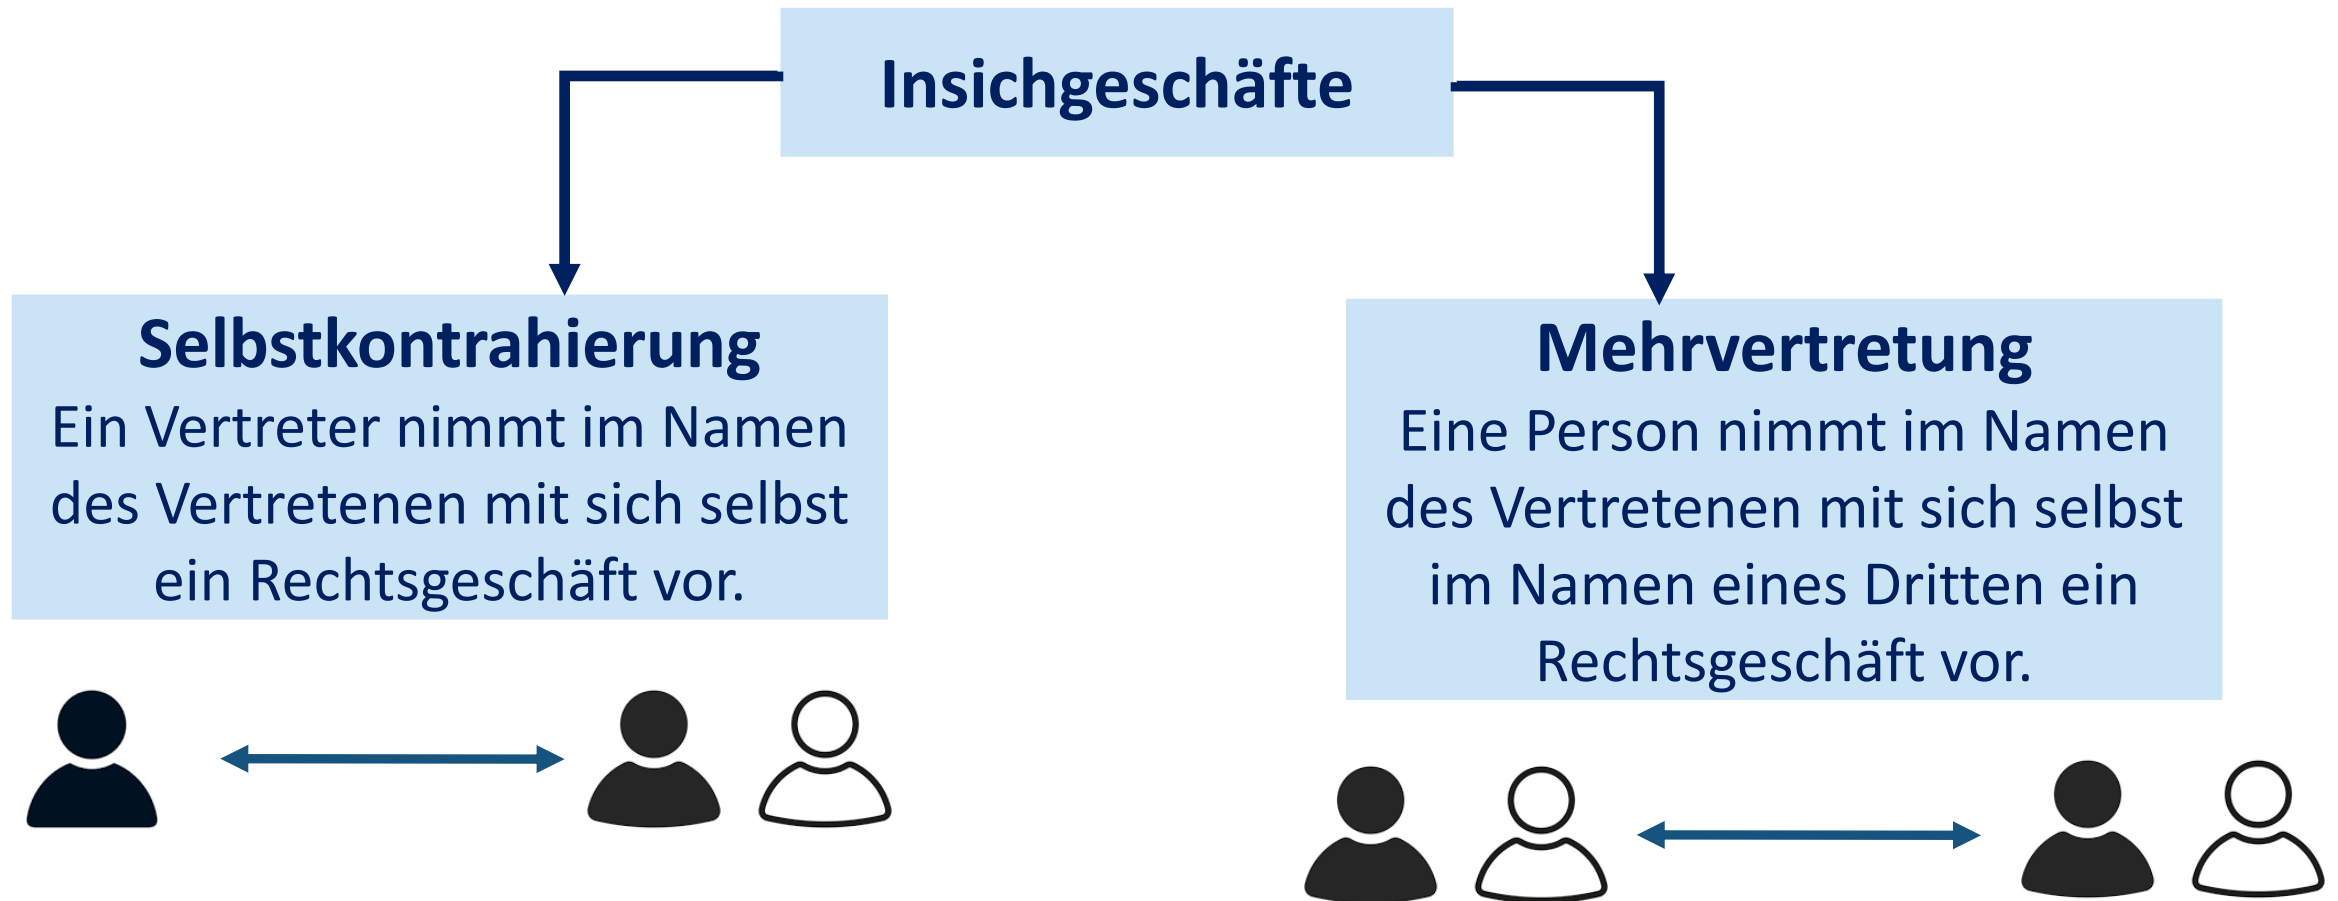 Insichgeschäfte
Selbstkontrahierung
Ein Vertreter nimmt im Namen
des Vertretenen mit sich selbst
ein Rechtsgeschäft vor.
Mehrvertretung
Eine Person nimmt im Namen
des Vertretenen mit sich selbst
im Namen eines Dritten ein
Rechtsgeschäft vor.